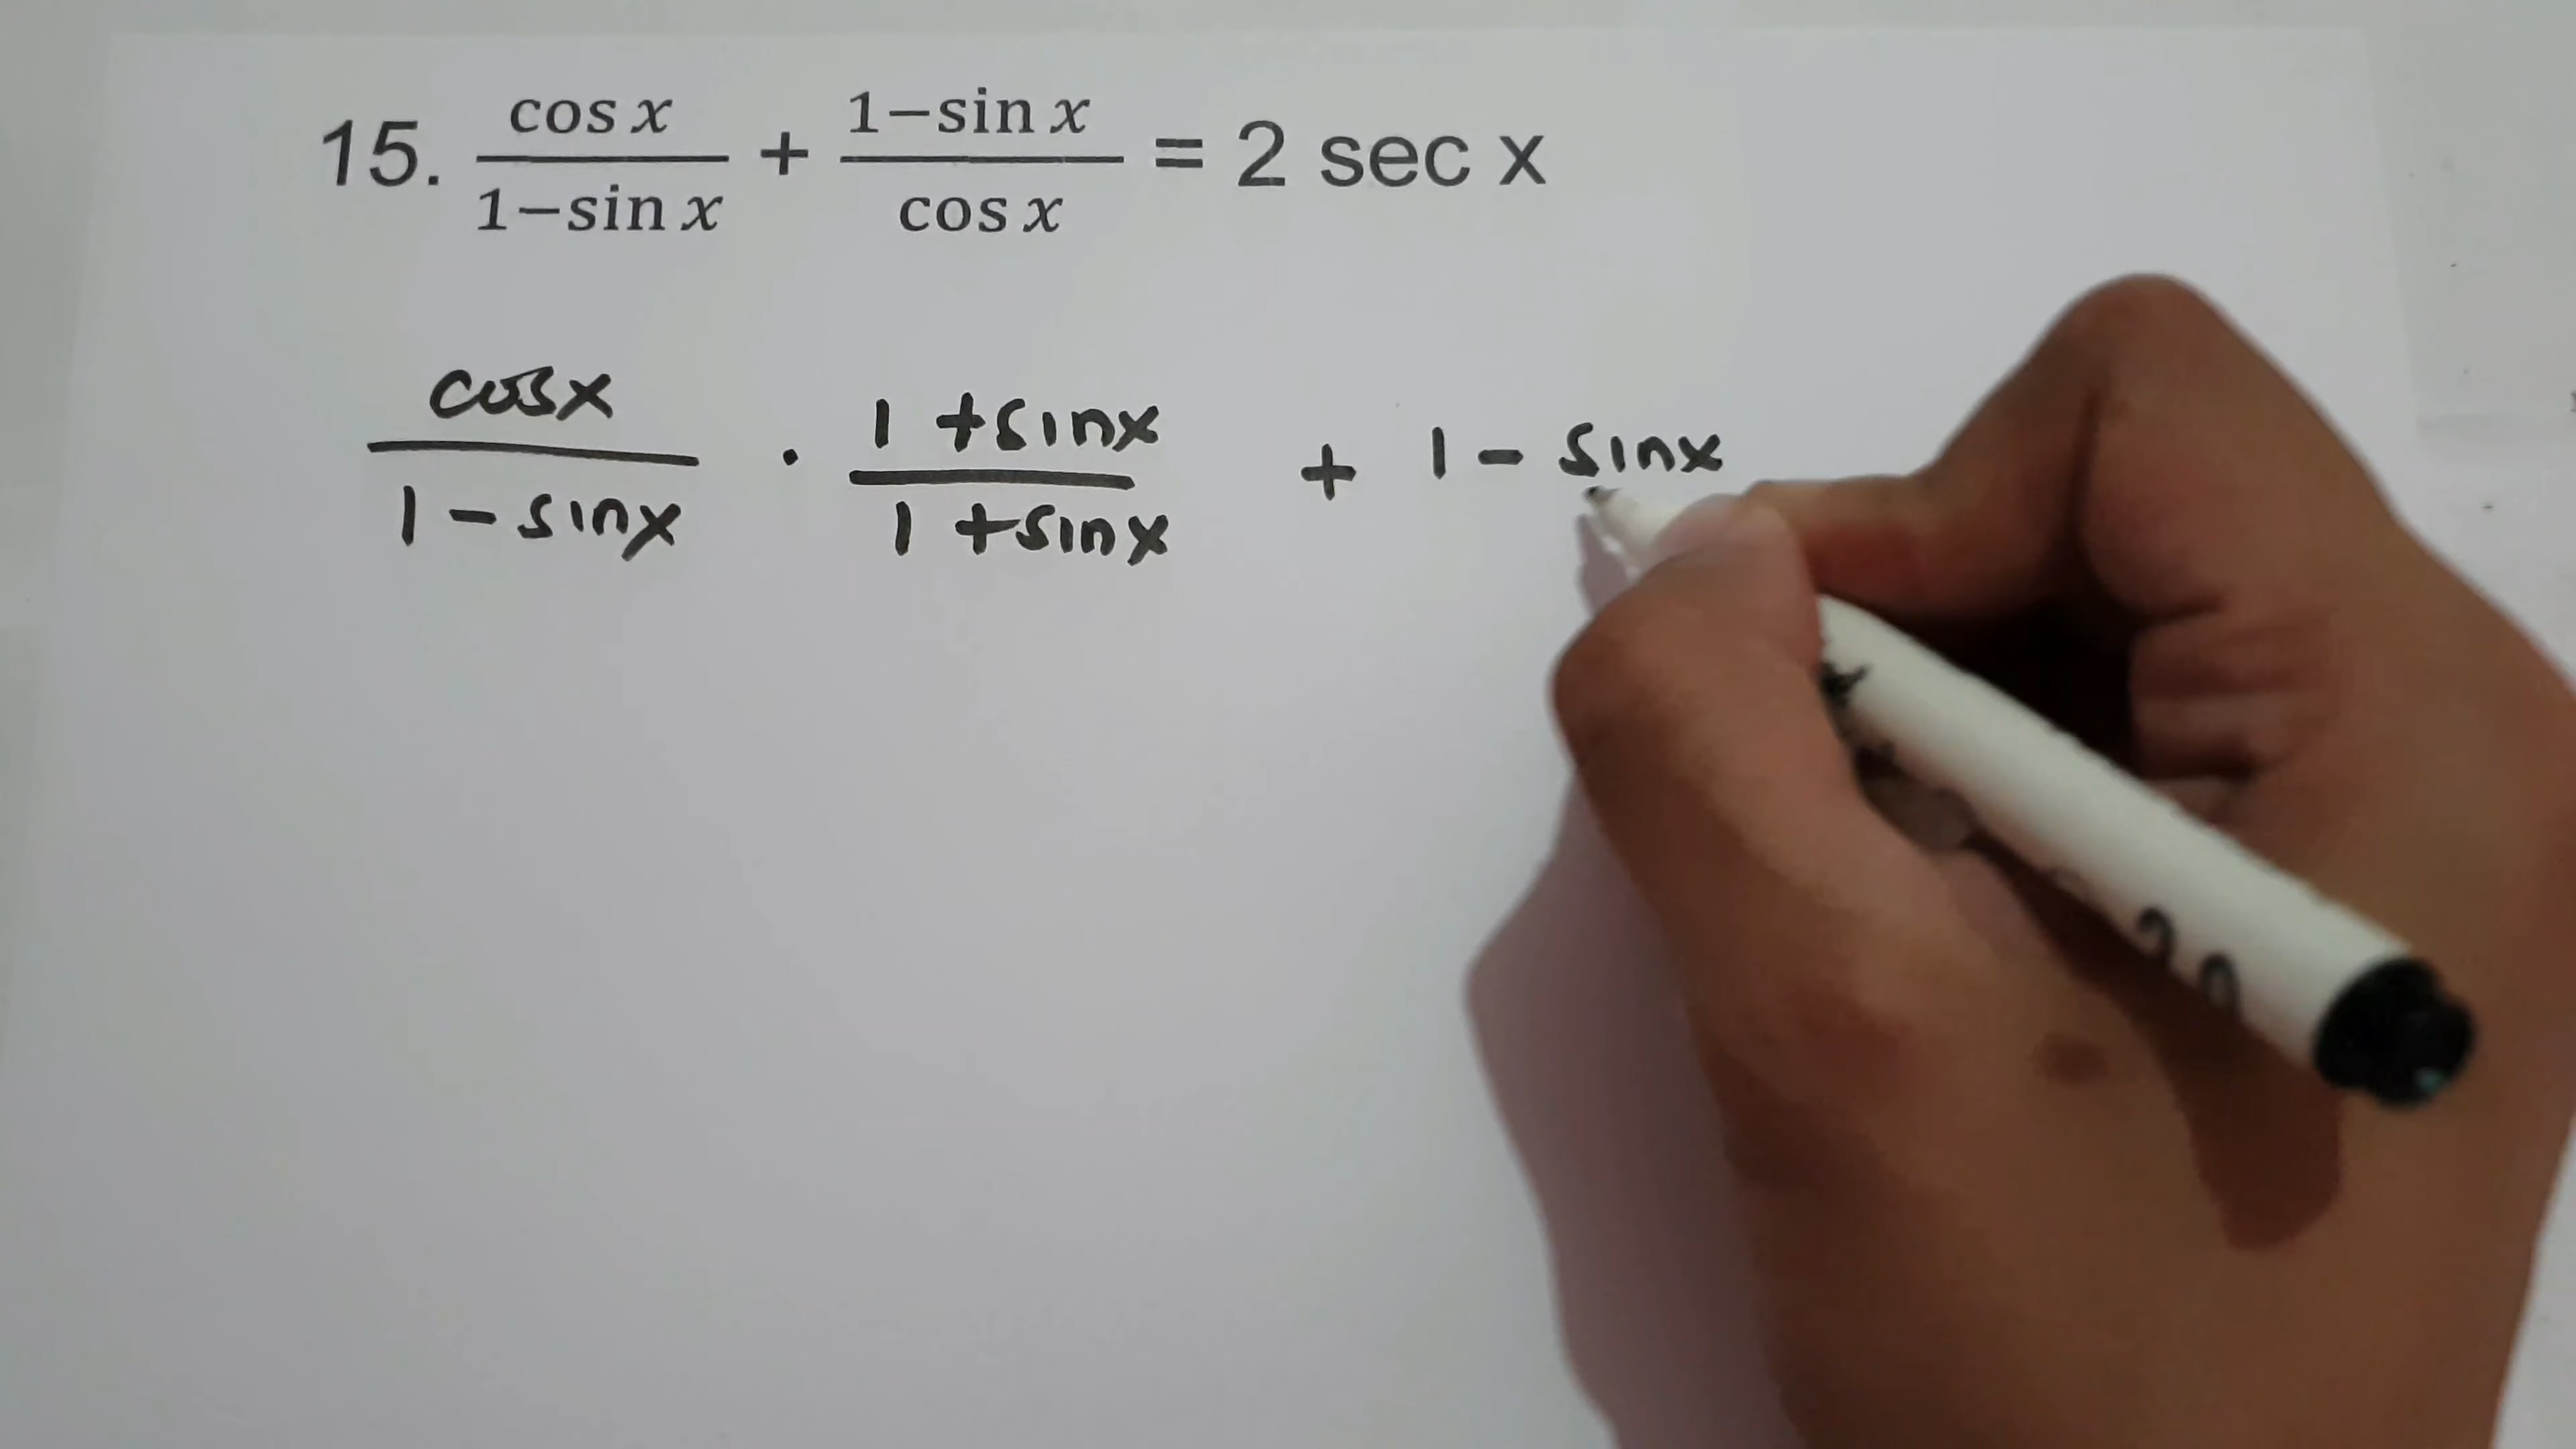 15. cos x / 1−sin x + 1−sin x / cos x = 2 sec x
cosx / 1 - sinx · 1 + sinx / 1 + sinx + 1 - sinx